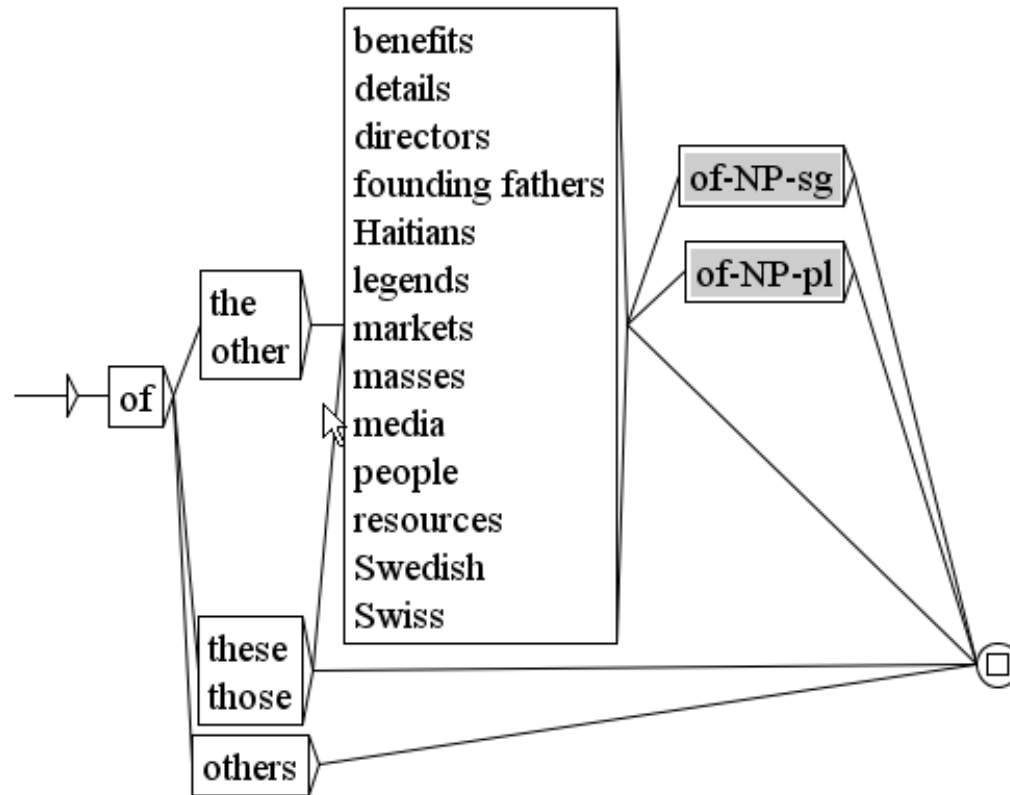 of
the
other
these
those
others
benefits
details
directors
founding fathers
Haitians
legends
markets
masses
media
people
resources
Swedish
Swiss
of-NP-sg
of-NP-pl